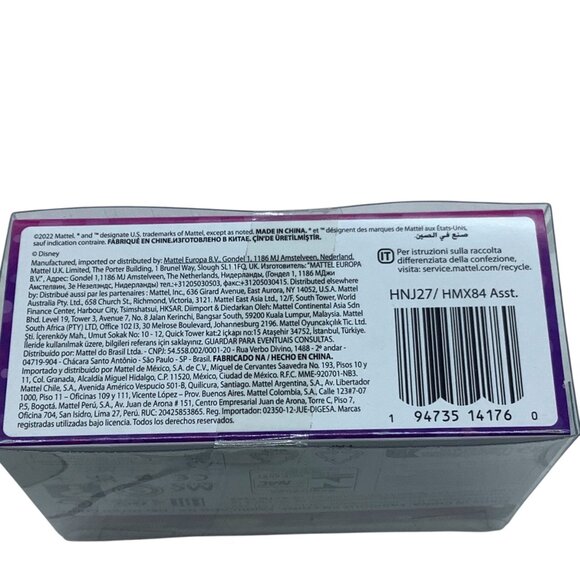 ©2022 Mattel. ® and ™ designate U.S. trademarks of Mattel, except as noted. MADE IN CHINA. ® et ™ désignent des marques de Mattel aux États-Unis,
sauf indication contraire. FABRIQUÉ EN CHINE.ИЗГОТОВЛЕНО В КИТАЕ. ÇİN'DE ÜRETİLMİŞTİR. صنع في الصين.
© Disney
Manufactured, imported or distributed by: Mattel Europa B.V., Gondel 1, 1186 MJ Amstelveen, Nederland.
Mattel U.K. Limited, The Porter Building, 1 Brunel Way, Slough SL1 1FQ, UK. Изготовитель: "MATTEL EUROPA
B.V.", Адрес: Gondel 1,1186 MJ Amstelveen, Нидерланды, (Гондел 1, 1186 МДжи
Амстелвин, Зе Незелендс, Нидерланды) тел.:+31205030503, факс:+31205030415. Distributed elsewhere
by: Distribué aussi par les partenaires : Mattel, Inc., 636 Girard Avenue, East Aurora, NY 14052, U.S.A. Mattel
Australia Pty. Ltd., 658 Church St., Richmond, Victoria, 3121. Mattel East Asia Ltd., 12/F, South Tower, World
Finance Center, Harbour City, Tsimshatsui, HKSAR. Diimport & Diedarkan Oleh: Mattel Continental Asia Sdn
Bhd. Level 19, Tower 3, Avenue 7, No. 8 Jalan Kerinchi, Bangsar South, 59200 Kuala Lumpur, Malaysia. Mattel
South Africa (PTY) LTD, Office 102 I3, 30 Melrose Boulevard, Johannesburg 2196. Mattel Oyuncakçılık Tic. Ltd.
Şti. İçerenköy Mah., Umut Sokak, Quick Tower Sit. No:10-12 Kat:2 içkapı no:15 Ataşehir 34752, İstanbul, Türkiye.
İleride kullanılmak üzere, bilgileri saklayacağız. GUARDAR PARA EVENTUAIS CONSULTAS.
Distribuido por: Mattel do Brasil Ltda. - CNPJ: 54.558.002/0001-20 - Rua Verbo Divino, 1488 - 2º andar -
04719-904 - Chácara Santo Antônio - São Paulo - SP - Brasil. FABRICADO NA / HECHO EN CHINA.
Importado y distribuido por: Mattel de México, S.A. de C.V., Miguel de Cervantes Saavedra No. 193, Pisos 10 y
11, Col. Granada, Alcaldía Miguel Hidalgo, C.P. 11520, México, Ciudad de México. R.F.C. MME-920701-NB3.
Mattel Chile, S.A., Avenida Américo Vespucio 501-B, Quilicura, Santiago. Mattel Argentina, S.A., Av. Libertador
1000, Piso 11 – Oficinas 109 y 111, Vicente López – Prov. Buenos Aires. Mattel Colombia, S.A., Calle 123#7-07
P.5, Bogotá. Mattel Perú, S.A., Av. Juan de Arona # 151, Centro Empresarial Juan de Arona, Torre C, Piso 7,
Oficina 704, San Isidro, Lima 27, Perú. RUC: 20425853865. Reg. Importador: 02350-12-JUE-DIGESA. Marcas
registradas utilizadas bajo licencia.
IT Per istruzioni sulla raccolta
differenziata della confezione,
visita: service.mattel.com/recycle.
HNJ27/ HMX84 Asst.
1 94735 14176 0